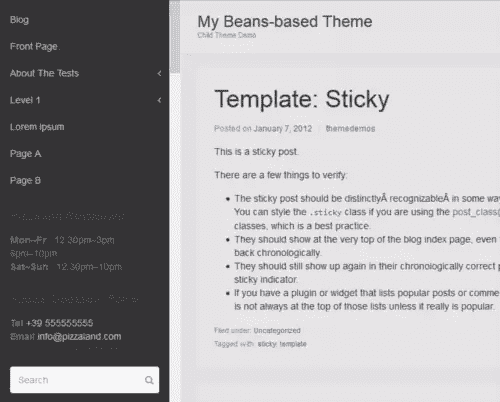 Blog
Front Page
About The Tests
Level 1
Lorem Ipsum
Page A
Page B
Mon–Fr 12.30pm–3pm
6pm–10pm
Sat–Sun 12.30pm–10pm
Tel +39 555555555
Email info@pizzaland.com
Search
My Beans-based Theme
Child Theme Demo
Template: Sticky
Posted on January 7, 2012 themedemos
This is a sticky post.
There are a few things to verify:
The sticky post should be distinctlyÂ recognizableÂ in some way
You can style the .sticky class if you are using the post_class(
classes, which is a best practice.
They should show at the very top of the blog index page, even
back chronologically.
They should still show up again in their chronologically correct p
sticky indicator.
If you have a plugin or widget that lists popular posts or comme
is not always at the top of those lists unless it really is popular.
Filed under: Uncategorized
Tagged with: sticky, template